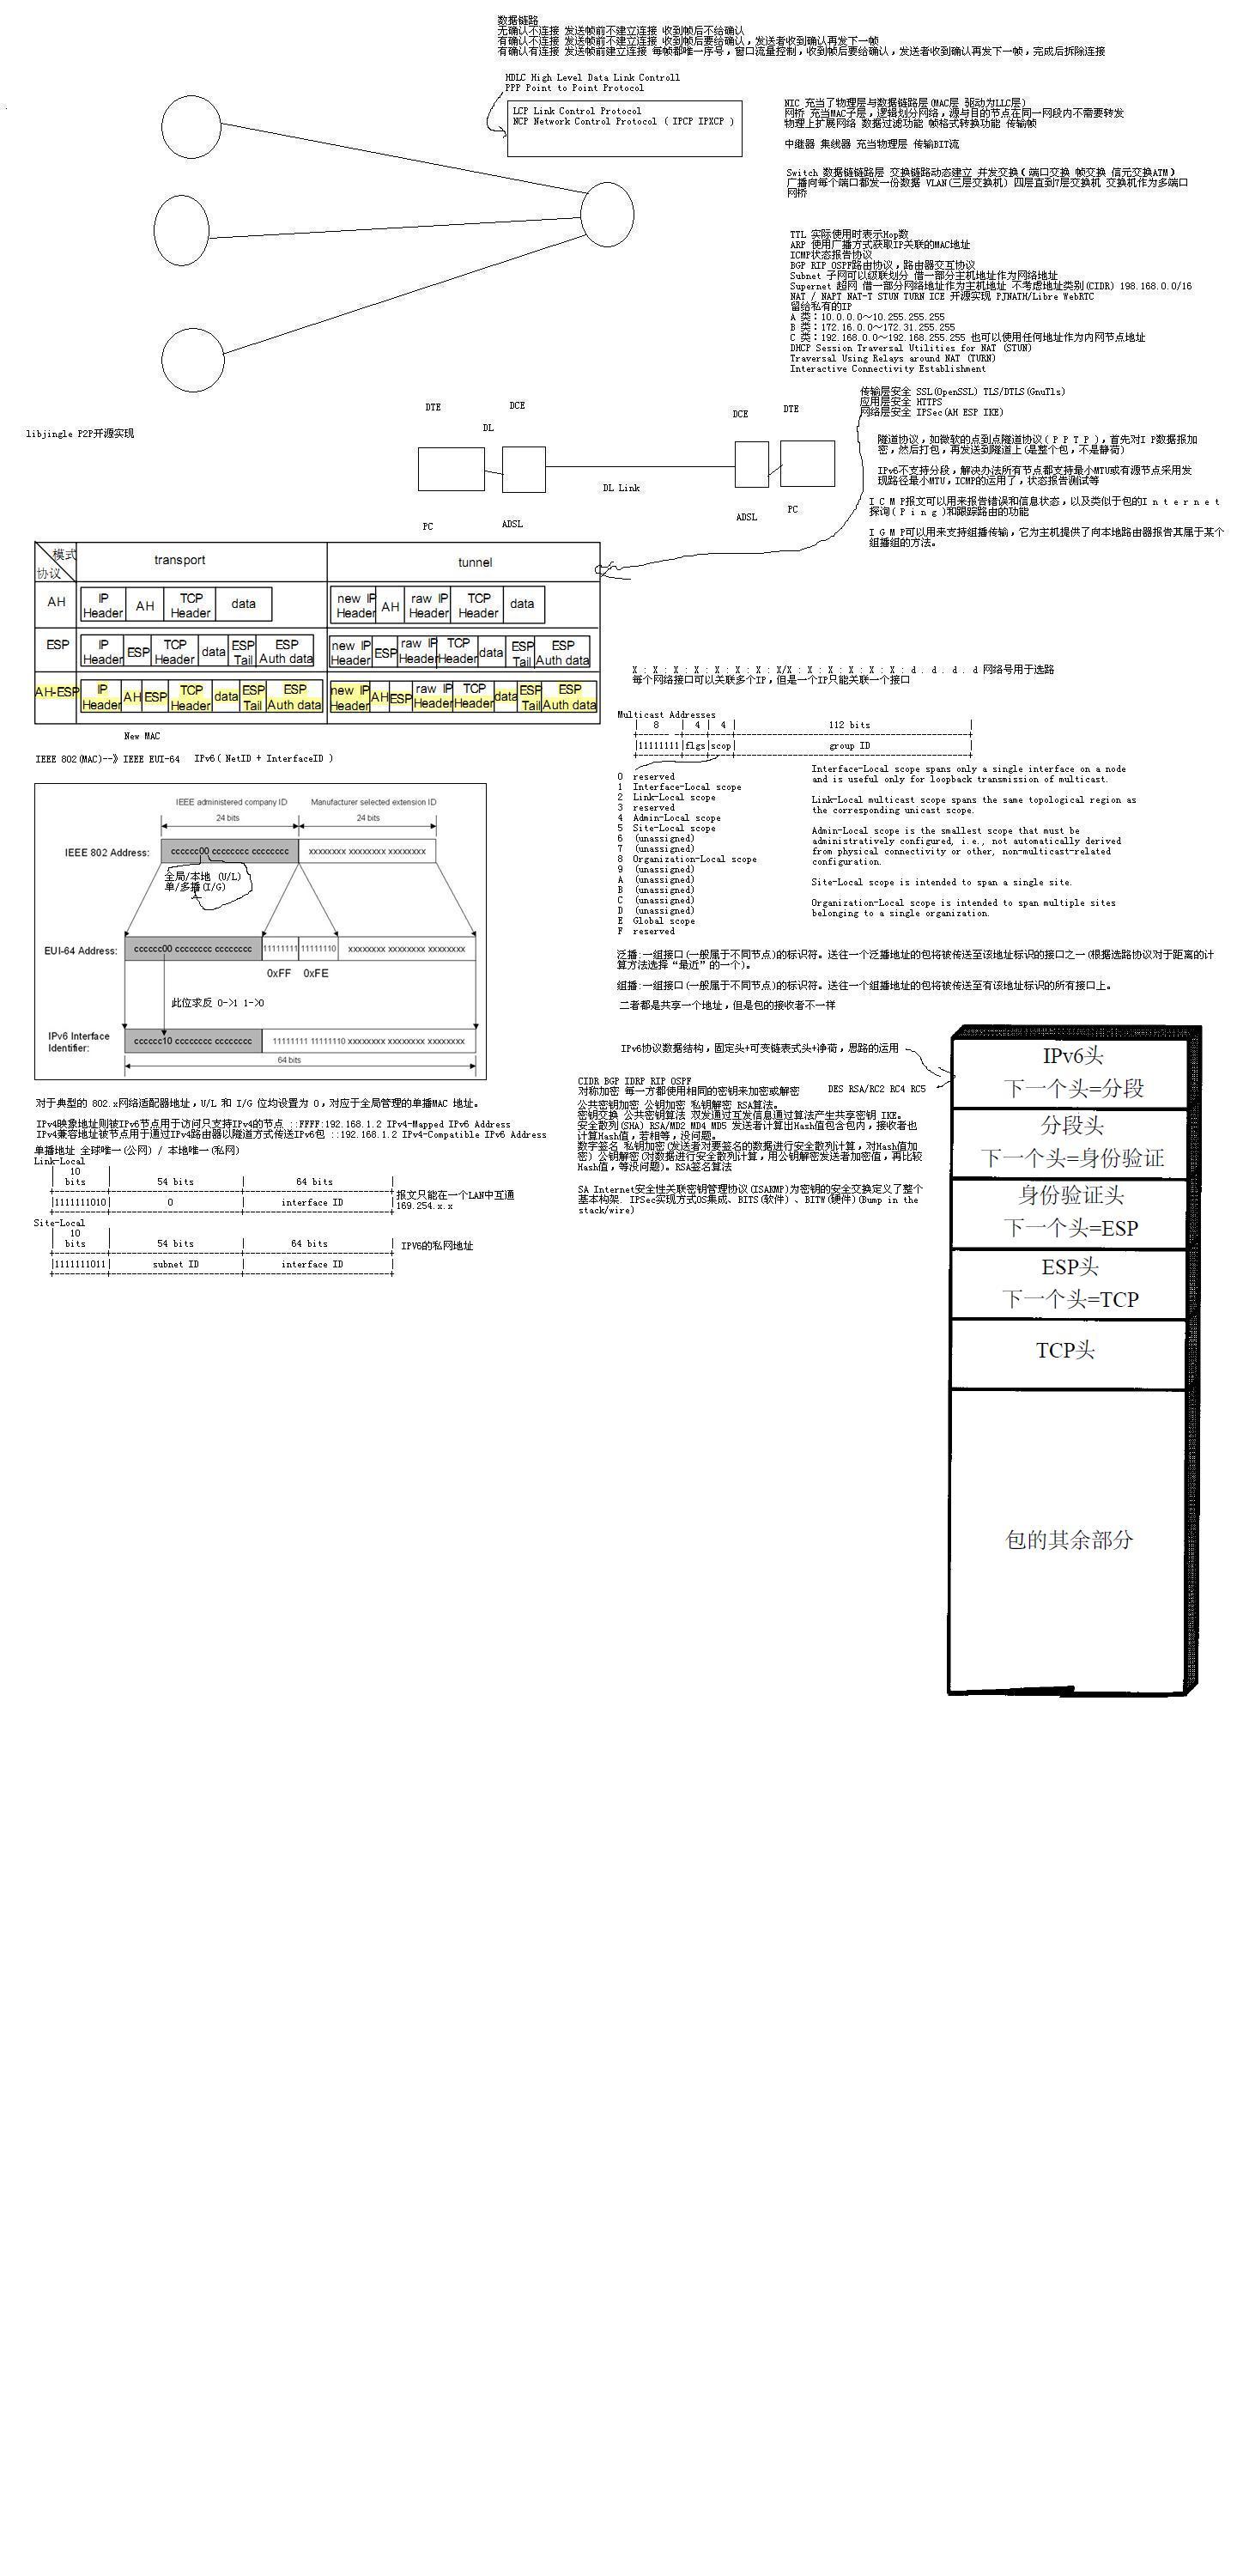 数据链路
无确认不连接 发送帧前不建立连接 收到帧后不给确认
有确认不连接 发送帧前不建立连接 收到帧后要给确认，发送者收到确认再发下一帧
有确认有连接 发送帧前建立连接 每帧都唯一序号，窗口流量控制，收到帧后要给确认，发送者收到确认再发下一帧，完成后拆除连接
HDLC High Level Data Link Controll
PPP Point to Point Protocol
LCP Link Control Protocol
NCP Network Control Protocol ( IPCP IPXCP )
NIC 充当了物理层与数据链路层(MAC层 驱动为LLC层)
网桥 充当MAC子层，逻辑划分网络，源与目的节点在同一网段内不需要转发
物理上扩展网络 数据过滤功能 帧格式转换功能 传输帧
中继器 集线器 充当物理层 传输BIT流
Switch 数据链链路层 交换链路动态建立 并发交换( 端口交换 帧交换 信元交换ATM )
广播向每个端口都发一份数据 VLAN(三层交换机) 四层直到7层交换机 交换机作为多端口
网桥
TTL 实际使用时表示Hop数
ARP 使用广播方式获取IP关联的MAC地址
ICMP状态报告协议
BGP RIP OSPF路由协议，路由器交互协议
Subnet 子网可以级联划分 借一部分主机地址作为网络地址
Supernet 超网 借一部分网络地址作为主机地址 不考虑地址类别(CIDR) 198.168.0.0/16
NAT / NAPT NAT-T STUN TURN ICE 开源实现 PJNATH/Libre WebRTC
留给私有的IP
A 类：10.0.0.0～10.255.255.255
B 类：172.16.0.0～172.31.255.255
C 类：192.168.0.0～192.168.255.255 也可以使用任何地址作为内网节点地址
DHCP Session Traversal Utilities for NAT (STUN)
Traversal Using Relays around NAT (TURN)
Interactive Connectivity Establishment
传输层安全 SSL(OpenSSL) TLS/DTLS(GnuTls)
应用层安全 HTTPS
网络层安全 IPSec(AH ESP IKE)
DTE
DCE
DL
DCE
DTE
libjingle P2P开源实现
DL Link
PC
ADSL
ADSL
PC
隧道协议，如微软的点到点隧道协议( P P T P )，首先对I P数据报加
密，然后打包，再发送到隧道上(是整个包，不是静荷)
IPv6不支持分段，解决办法所有节点都支持最小MTU或有源节点采用发
现路径最小MTU，ICMP的运用了，状态报告测试等
I C M P报文可以用来报告错误和信息状态，以及类似于包的I n t e r n e t
探询( P i n g )和跟踪路由的功能
I G M P可以用来支持组播传输，它为主机提供了向本地路由器报告其属于某个
组播组的方法。
模式
协议
transport
tunnel
AH
IP Header AH TCP Header data
new IP Header AH raw IP Header TCP Header data
ESP
IP Header ESP TCP Header data ESP Tail ESP Auth data
new IP Header ESP raw IP Header TCP Header data ESP Tail ESP Auth data
AH-ESP
IP Header AH ESP TCP Header data ESP Tail ESP Auth data
new IP Header AH ESP raw IP Header TCP Header data ESP Tail ESP Auth data
New MAC
IEEE 802(MAC)--》IEEE EUI-64 IPv6( NetID + InterfaceID )
X : X : X : X : X : X : X : X/X : X : X : X : X : X : d . d . d . d 网络号用于选路
每个网络接口可以关联多个IP，但是一个IP只能关联一个接口
Multicast Addresses
| 8 | 4 | 4 | 112 bits |
+------ -+----+----+---------------------------------------------+
|11111111|flgs|scop| group ID |
+--------+----+----+---------------------------------------------+
0 reserved
1 Interface-Local scope
2 Link-Local scope
3 reserved
4 Admin-Local scope
5 Site-Local scope
6 (unassigned)
7 (unassigned)
8 Organization-Local scope
9 (unassigned)
A (unassigned)
B (unassigned)
C (unassigned)
D (unassigned)
E Global scope
F reserved
Interface-Local scope spans only a single interface on a node
and is useful only for loopback transmission of multicast.
Link-Local multicast scope spans the same topological region as
the corresponding unicast scope.
Admin-Local scope is the smallest scope that must be
administratively configured, i.e., not automatically derived
from physical connectivity or other, non-multicast-related
configuration.
Site-Local scope is intended to span a single site.
Organization-Local scope is intended to span multiple sites
belonging to a single organization.
泛播:一组接口(一般属于不同节点)的标识符。送往一个泛播地址的包将被传送至该地址标识的接口之一(根据选路协议对于距离的计
算方法选择“最近”的一个)。
组播:一组接口(一般属于不同节点)的标识符。送往一个组播地址的包将被传送至有该地址标识的所有接口上。
二者都是共享一个地址，但是包的接收者不一样
IEEE administered company ID
Manufacturer selected extension ID
24 bits
24 bits
IEEE 802 Address:
cccccc00 cccccccc cccccccc
xxxxxxxx xxxxxxxx xxxxxxxx
全局/本地 (U/L)
单/多播(I/G)
EUI-64 Address:
cccccc00 cccccccc cccccccc
11111111
11111110
xxxxxxxx xxxxxxxx xxxxxxxx
0xFF
0xFE
此位求反 0->1 1->0
IPv6 Interface
Identifier:
cccccc10 cccccccc cccccccc
11111111 11111110 xxxxxxxx xxxxxxxx xxxxxxxx
64 bits
对于典型的 802.x网络适配器地址，U/L 和 I/G 位均设置为 0，对应于全局管理的单播MAC 地址。
IPv4映象地址则被IPv6节点用于访问只支持IPv4的节点 ::FFFF:192.168.1.2 IPv4-Mapped IPv6 Address
IPv4兼容地址被节点用于通过IPv4路由器以隧道方式传送IPv6包 ::192.168.1.2 IPv4-Compatible IPv6 Address
单播地址 全球唯一(公网) / 本地唯一(私网)
Link-Local
| 10 |
| bits | 54 bits | 64 bits |
+----------+-------------------------+----------------------------+
|1111111010| 0 | interface ID |
+----------+-------------------------+----------------------------+
报文只能在一个LAN中互通
169.254.x.x
Site-Local
| 10 |
| bits | 54 bits | 64 bits |
+----------+-------------------------+----------------------------+
|1111111011| subnet ID | interface ID |
+----------+-------------------------+----------------------------+
IPV6的私网地址
IPv6协议数据结构，固定头+可变链表式头+净荷，思路的运用
CIDR BGP IDRP RIP OSPF
对称加密 每一方都使用相同的密钥来加密或解密
DES RSA/RC2 RC4 RC5
公共密钥加密 公钥加密 私钥解密 RSA算法。
密钥交换 公共密钥算法 双发通过互发信息通过算法产生共享密钥 IKE。
安全散列(SHA) RSA/MD2 MD4 MD5 发送者计算出Hash值包含包内，接收者也
计算Hash值，若相等，没问题。
数字签名 私钥加密(发送者对要签名的数据进行安全散列计算，对Hash值加
密) 公钥解密(对数据进行安全散列计算，用公钥解密发送者加密值，再比较
Hash值，等没问题)。RSA签名算法
SA Internet安全性关联密钥管理协议(ISAKMP)为密钥的安全交换定义了整个
基本构架. IPSec实现方式OS集成、BITS(软件) 、BITW(硬件)(Bump in the
stack/wire)
IPv6头
下一个头=分段
分段头
下一个头=身份验证
身份验证头
下一个头=ESP
ESP头
下一个头=TCP
TCP头
包的其余部分